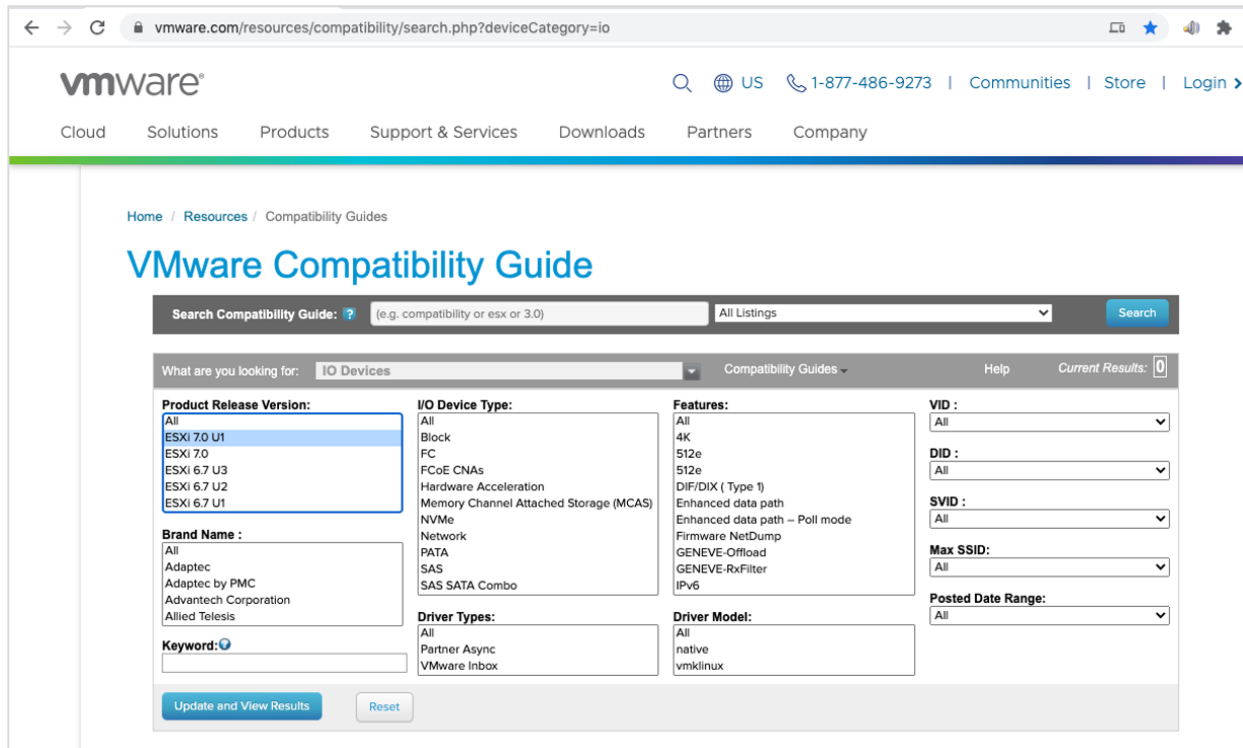 vmware.com/resources/compatibility/search.php?deviceCategory=io
vmware®
US 1-877-486-9273 | Communities | Store | Login >
Cloud Solutions Products Support & Services Downloads Partners Company
Home / Resources / Compatibility Guides
VMware Compatibility Guide
Search Compatibility Guide: ? (e.g. compatibility or esx or 3.0) All Listings Search
What are you looking for: IO Devices Compatibility Guides Help Current Results: 0
Product Release Version:
All
ESXi 7.0 U1
ESXi 7.0
ESXi 6.7 U3
ESXi 6.7 U2
ESXi 6.7 U1
Brand Name :
All
Adaptec
Adaptec by PMC
Advantech Corporation
Allied Telesis
Keyword: ?
I/O Device Type:
All
Block
FC
FCoE CNAs
Hardware Acceleration
Memory Channel Attached Storage (MCAS)
NVMe
Network
PATA
SAS
SAS SATA Combo
Driver Types:
All
Partner Async
VMware Inbox
Features:
All
4K
512e
512e
DIF/DIX ( Type 1)
Enhanced data path
Enhanced data path – Poll mode
Firmware NetDump
GENEVE-Offload
GENEVE-RxFilter
IPv6
Driver Model:
All
native
vmklinux
VID :
All
DID :
All
SVID :
All
Max SSID:
All
Posted Date Range:
All
Update and View Results Reset